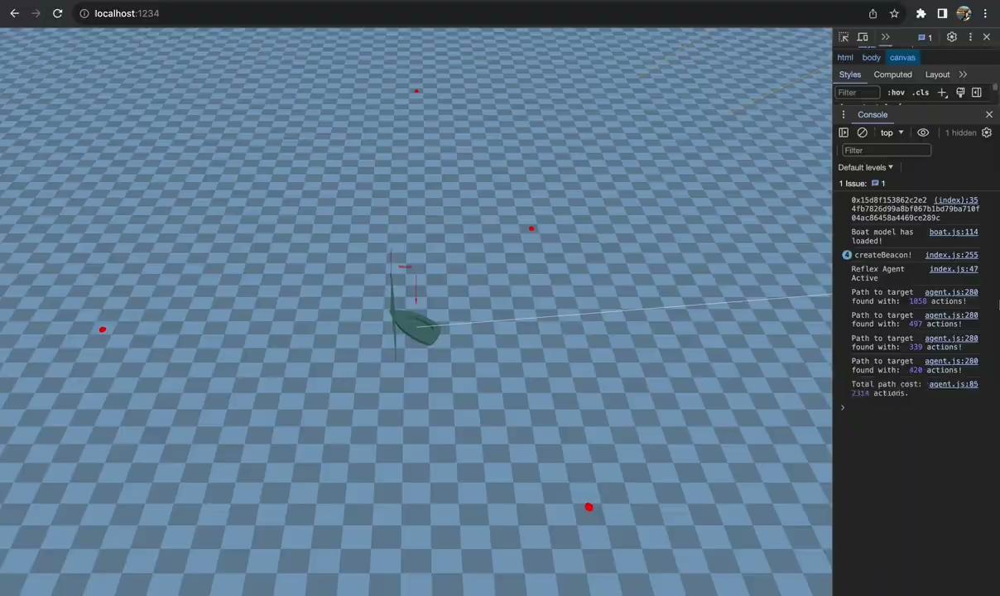 localhost:1234
1
html body canvas
Styles Computed Layout
Filter :hov .cls
Console
top 1 hidden
Filter
Default levels
1 Issue: 1
0x15d8f153862c2e2 (index):35
4fb7826d99a8bf067b1bd79ba710f
04ac86458a4469ce289c
Boat model has boat.js:114
loaded!
4 createBeacon! index.js:255
Reflex Agent index.js:47
Active
Path to target agent.js:280
found with: 1058 actions!
Path to target agent.js:280
found with: 497 actions!
Path to target agent.js:280
found with: 339 actions!
Path to target agent.js:280
found with: 420 actions!
Total path cost: agent.js:85
2314 actions.